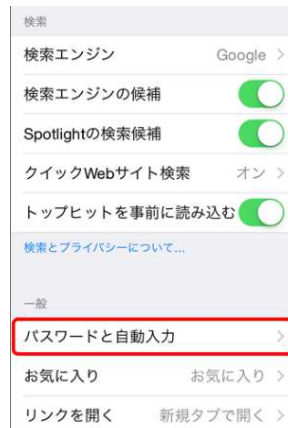 検索
検索エンジン Google >
検索エンジンの候補
Spotlightの検索候補
クイックWebサイト検索 オン >
トップヒットを事前に読み込む
検索とプライバシーについて...
一般
パスワードと自動入力 >
お気に入り お気に入り >
リンクを開く 新規タブで開く >